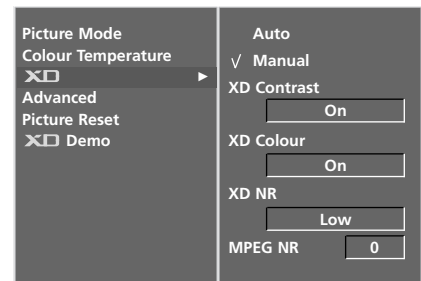 Picture Mode
Colour Temperature
XD
Advanced
Picture Reset
XD Demo
Auto
√ Manual
XD Contrast
On
XD Colour
On
XD NR
Low
MPEG NR 0